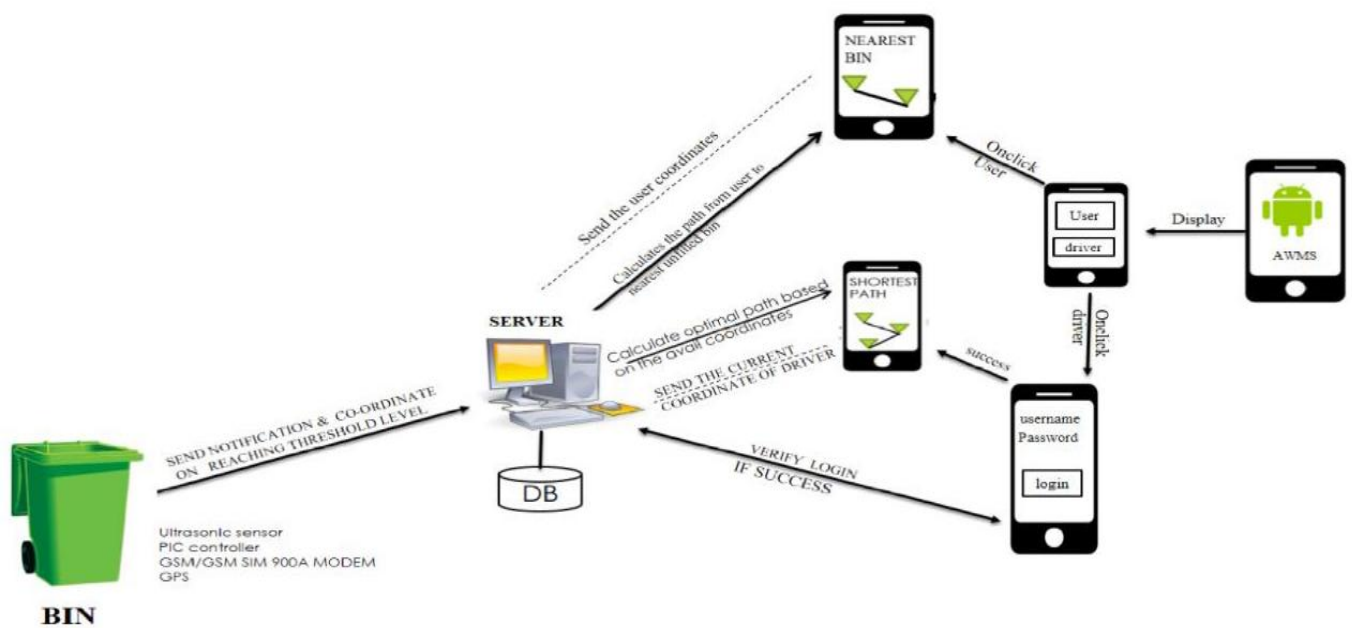 NEAREST
BIN
Send the user coordinates
Calculates the path from user to
nearest unfilled bin
Onclick
User
User
driver
Display
AWMS
SHORTEST
PATH
SERVER
Calculate optimal path based
on the avail coordinates
SEND THE CURRENT
COORDINATE OF DRIVER
Onclick
driver
success
username
Password
login
SEND NOTIFICATION & CO-ORDINATE
ON REACHING THRESHOLD LEVEL
VERIFY LOGIN
IF SUCCESS
DB
Ultrasonic sensor
PIC controller
GSM/GSM SIM 900A MODEM
GPS
BIN